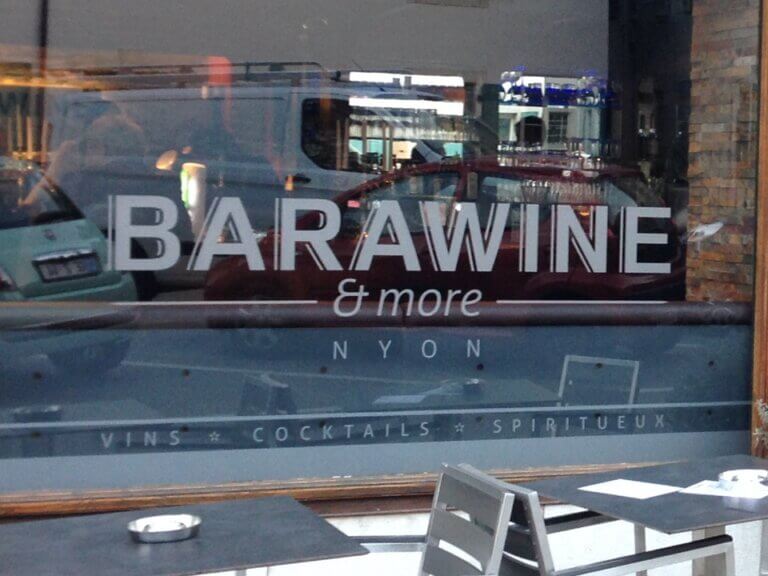 BARAWINE
& more
NYON
VINS ☆ COCKTAILS ☆ SPIRITUEUX